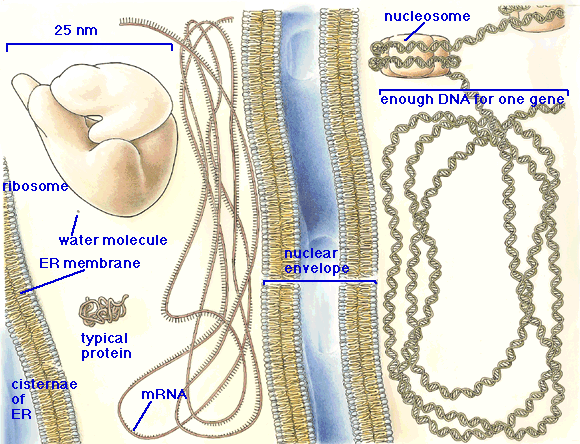 25 nm
nucleosome
enough DNA for one gene
ribosome
water molecule
ER membrane
nuclear
envelope
typical
protein
cisternae
of
ER
mRNA